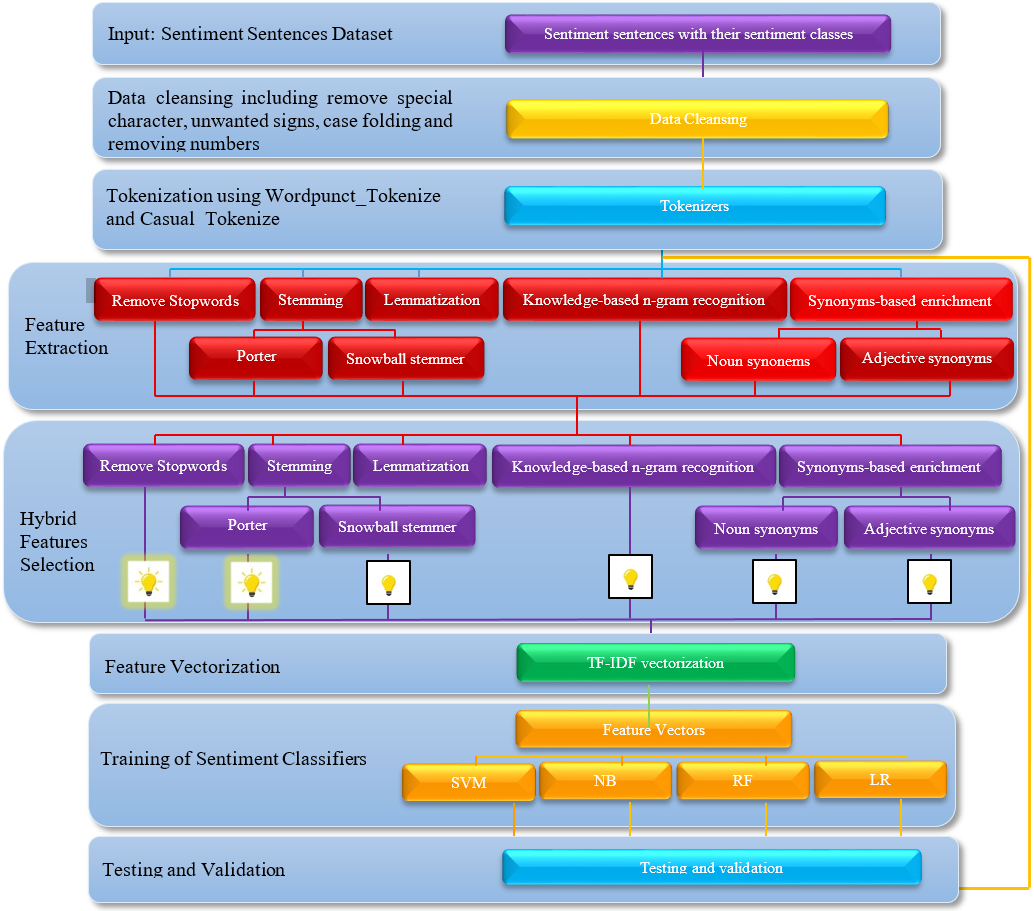 Input: Sentiment Sentences Dataset
Sentiment sentences with their sentiment classes
Data cleansing including remove special
character, unwanted signs, case folding and
removing numbers
Data Cleansing
Tokenization using Wordpunct_Tokenize
and Casual_Tokenize
Tokenizers
Feature
Extraction
Remove Stopwords
Stemming
Lemmatization
Knowledge-based n-gram recognition
Synonyms-based enrichment
Porter
Snowball stemmer
Noun synonems
Adjective synonyms
Hybrid
Features
Selection
Remove Stopwords
Stemming
Lemmatization
Knowledge-based n-gram recognition
Synonyms-based enrichment
Porter
Snowball stemmer
Noun synonyms
Adjective synonyms
Feature Vectorization
TF-IDF vectorization
Training of Sentiment Classifiers
Feature Vectors
SVM
NB
RF
LR
Testing and Validation
Testing and validation